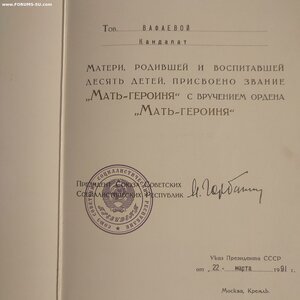 www.FORUMS-SU.com
Тов. ВАФАЕВОЙ
Кандалат
Матери, родившей и воспитавшей
десять детей, присвоено звание
„Мать-героиня“ с вручением ордена
„Мать-героиня“
Президент Союза Советских
Социалистических Республик
Указ Президента СССР
от „22“ марта 1991 г.
Москва, Кремль.